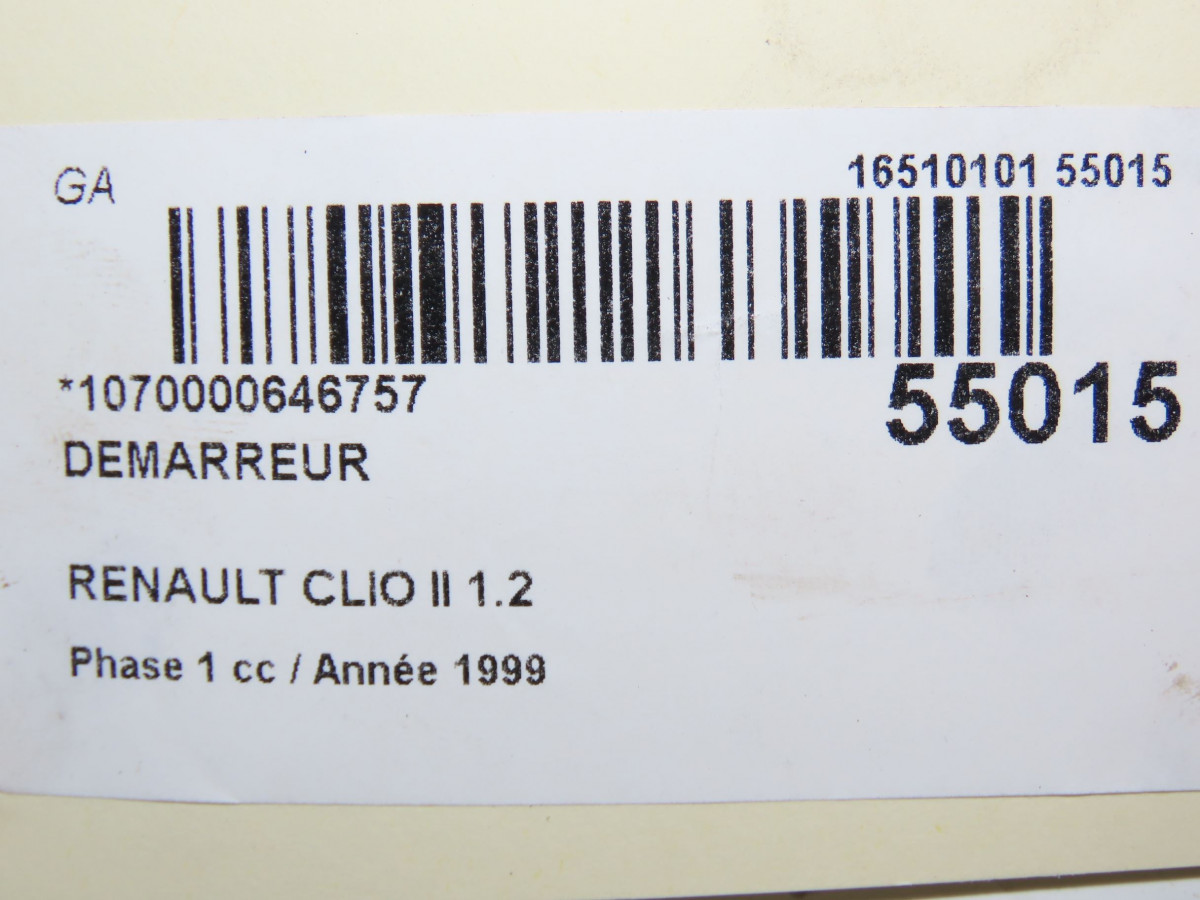 GA
16510101 55015
*1070000646757
55015
DEMARREUR
RENAULT CLIO II 1.2
Phase 1 cc / Année 1999